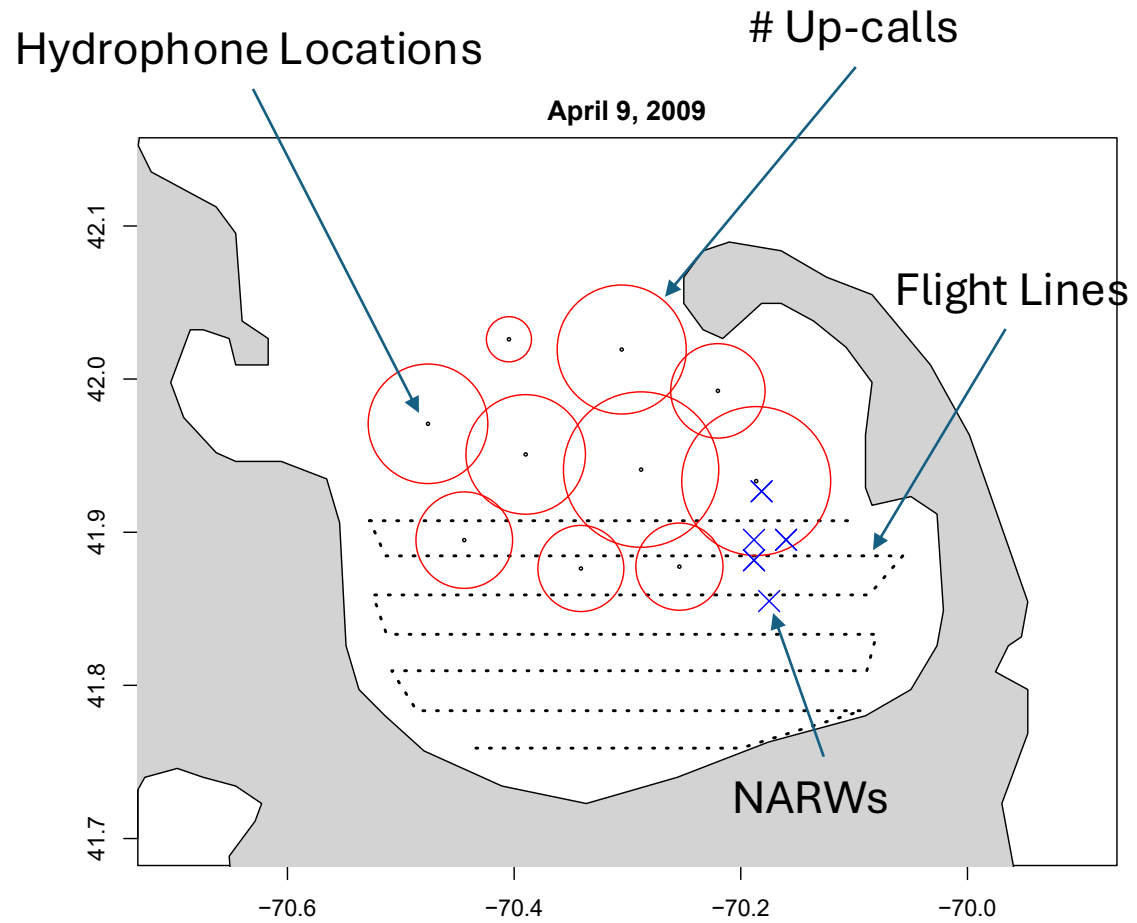 # Up-calls
Hydrophone Locations
April 9, 2009
Flight Lines
NARWs
42.1
42.0
41.9
41.8
41.7
−70.6
−70.4
−70.2
−70.0